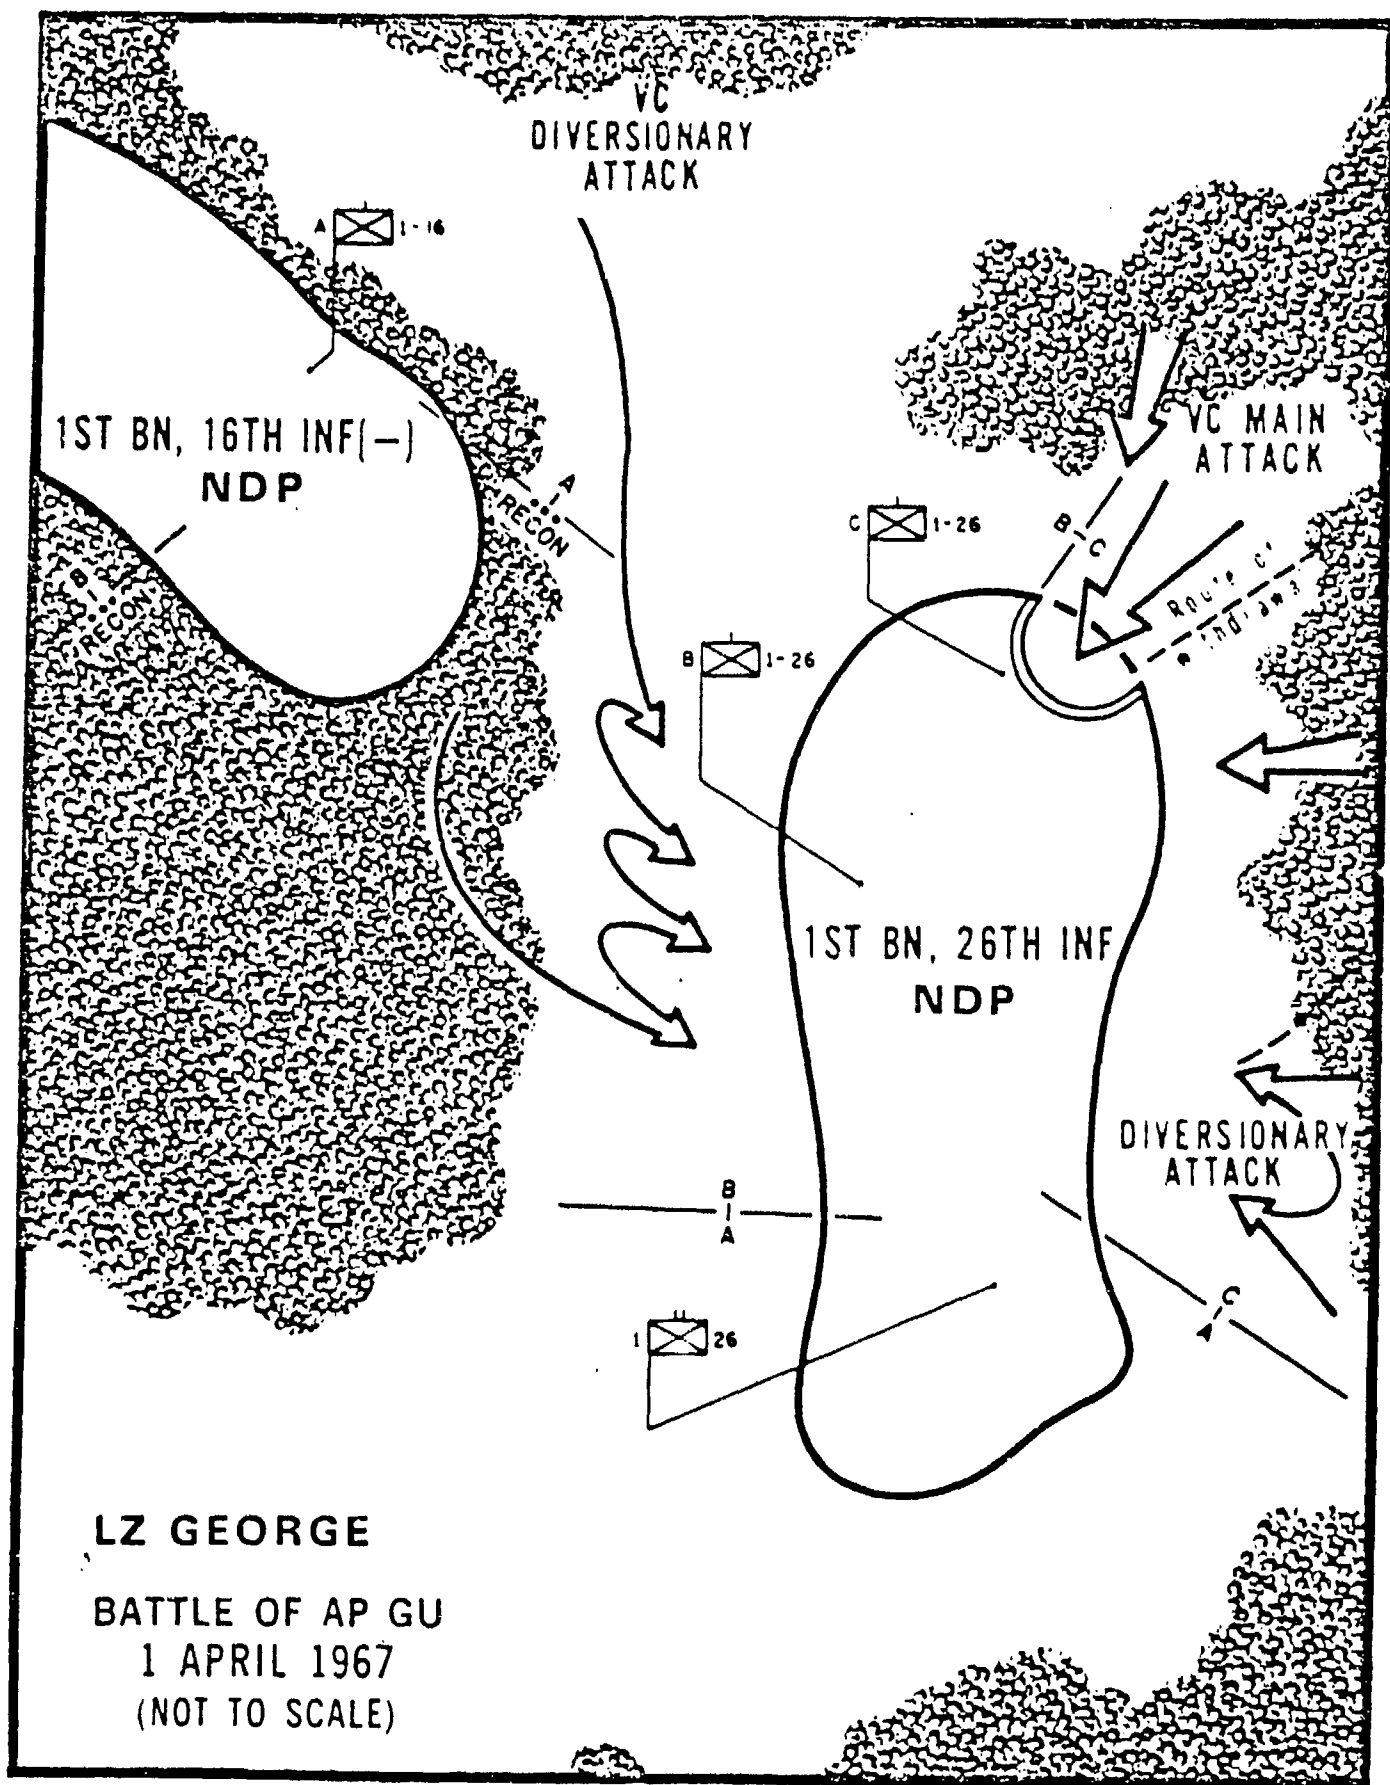 VC
DIVERSIONARY
ATTACK
A 1-16
1ST BN, 16TH INF(–)
NDP
A
RECON
B
RECON
VC MAIN
ATTACK
C 1-26
B-C
Route of
B 1-26
1ST BN, 26TH INF
NDP
DIVERSIONARY
ATTACK
B
A
C
A
1 26
LZ GEORGE
BATTLE OF AP GU
1 APRIL 1967
(NOT TO SCALE)